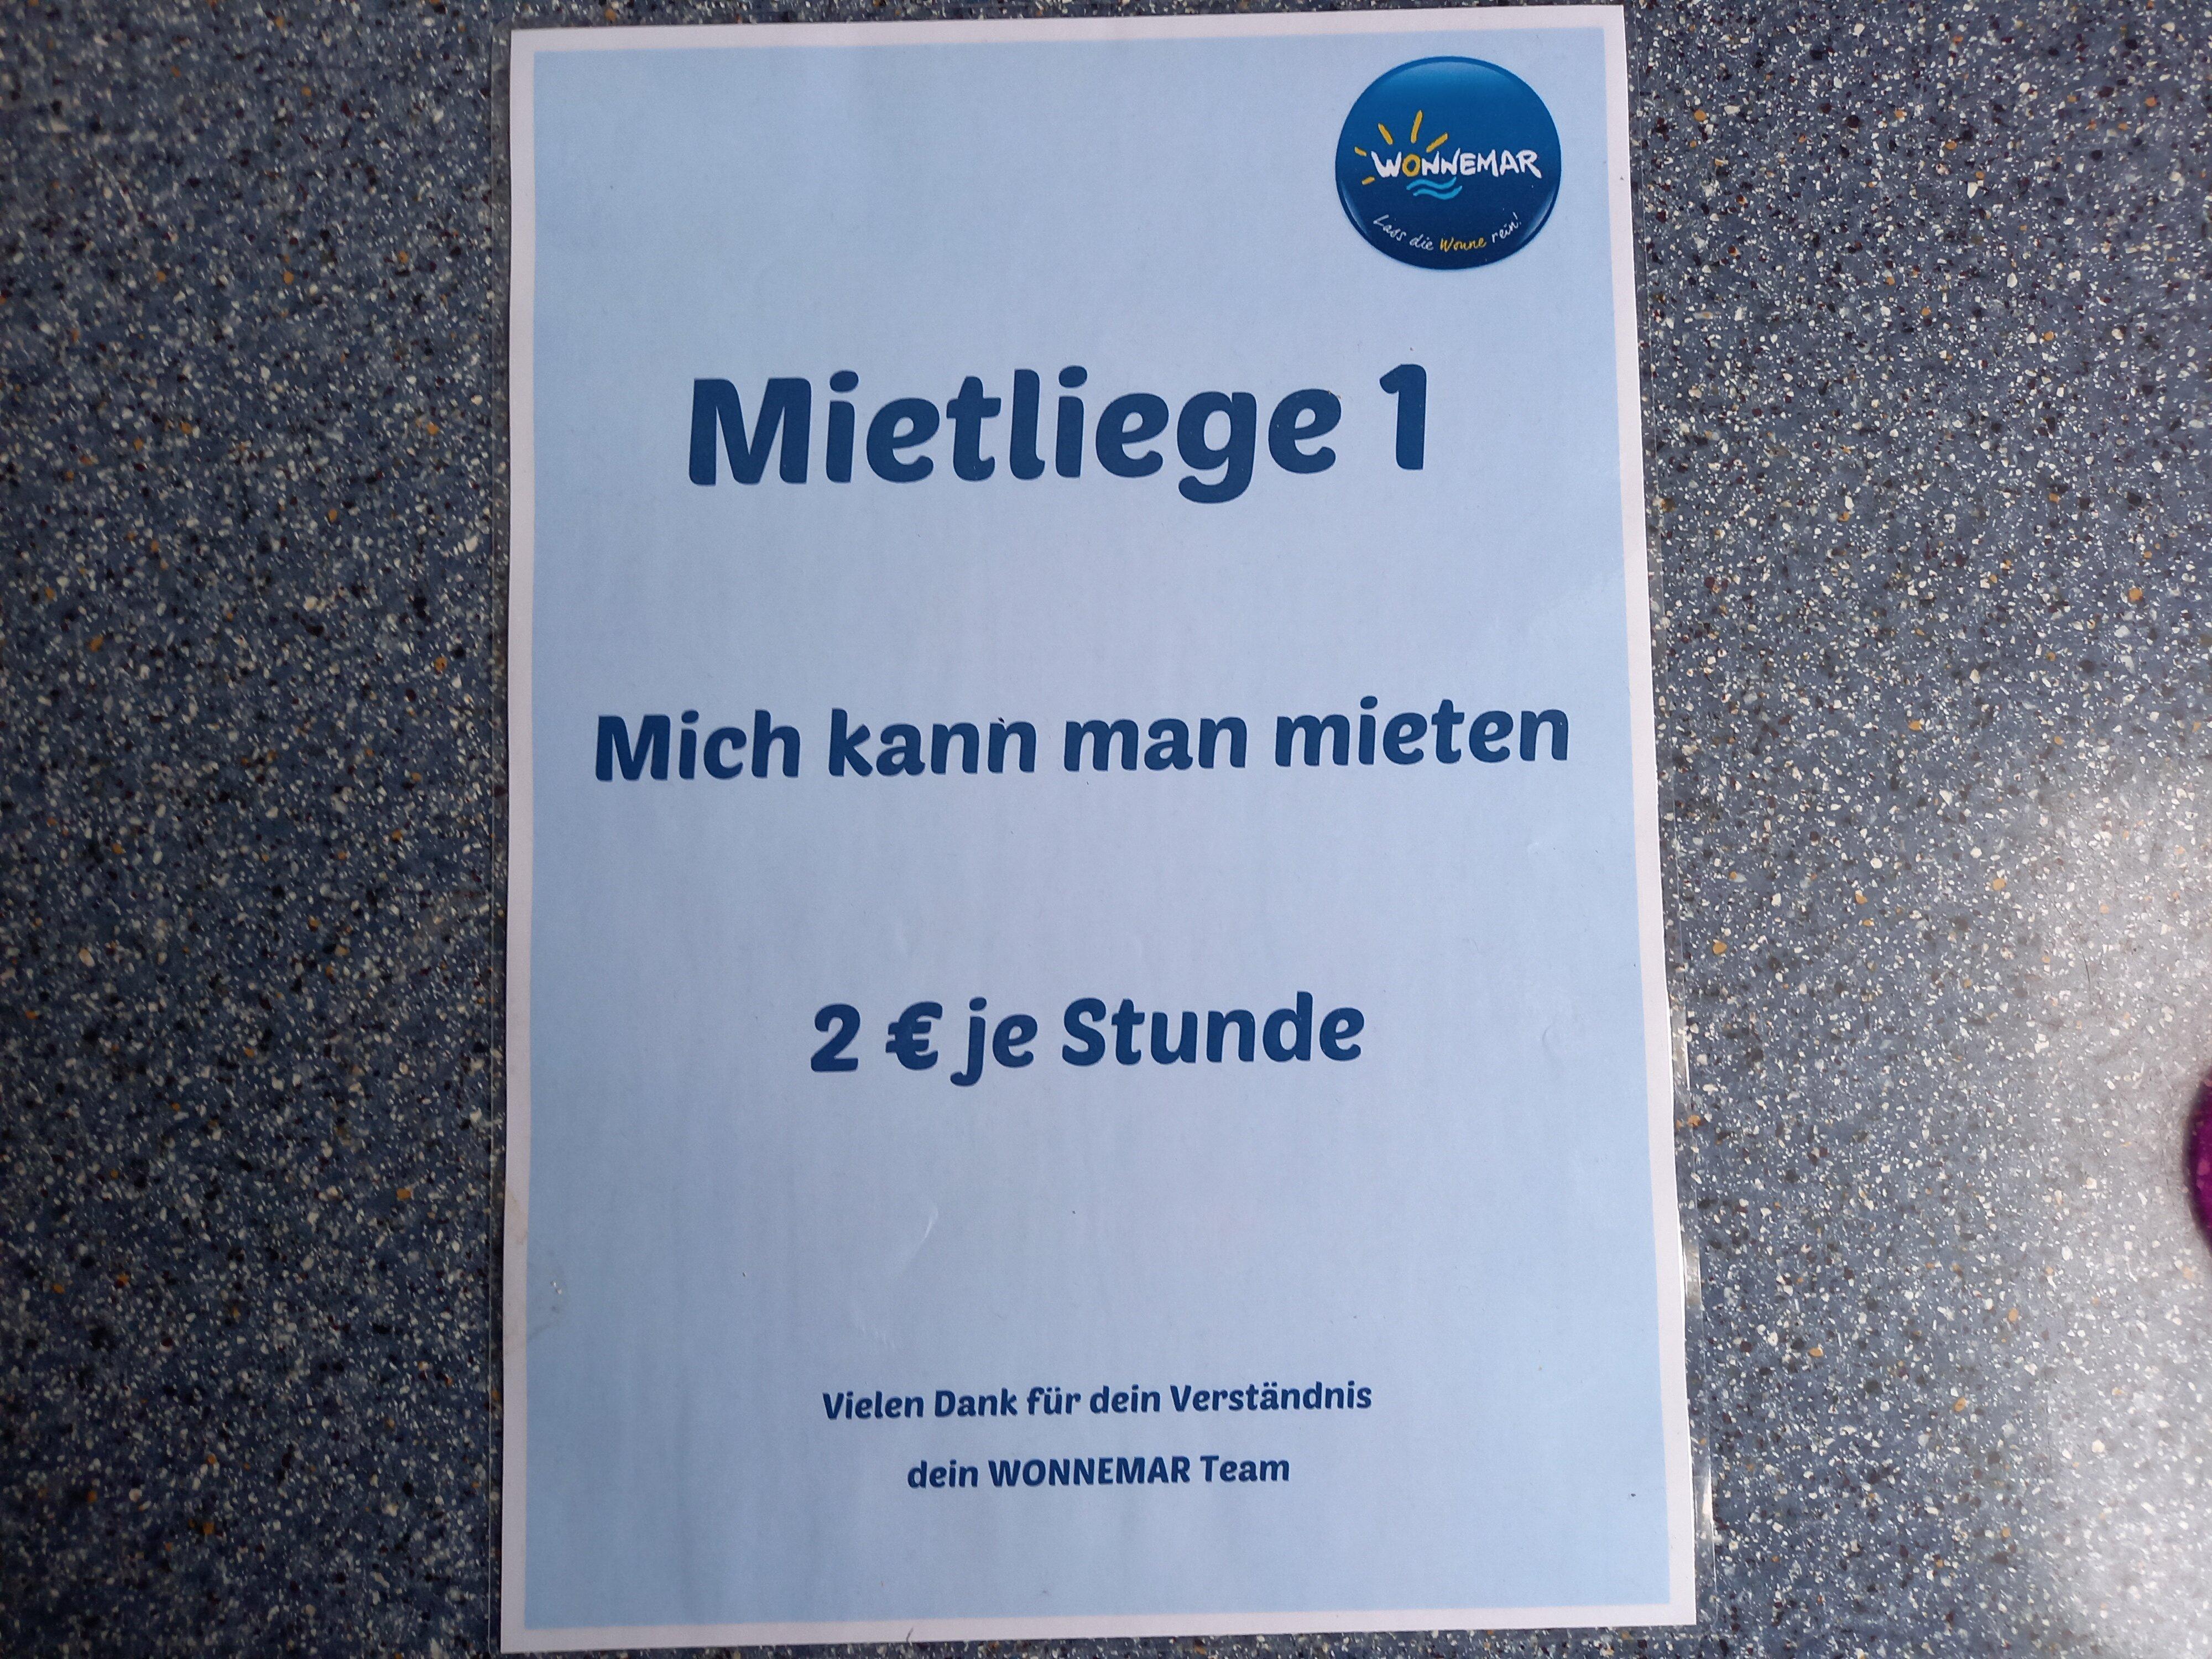 WONNEMAR
Lass die Wonne rein!
Mietliege 1
Mich kann man mieten
2 € je Stunde
Vielen Dank für dein Verständnis
dein WONNEMAR Team